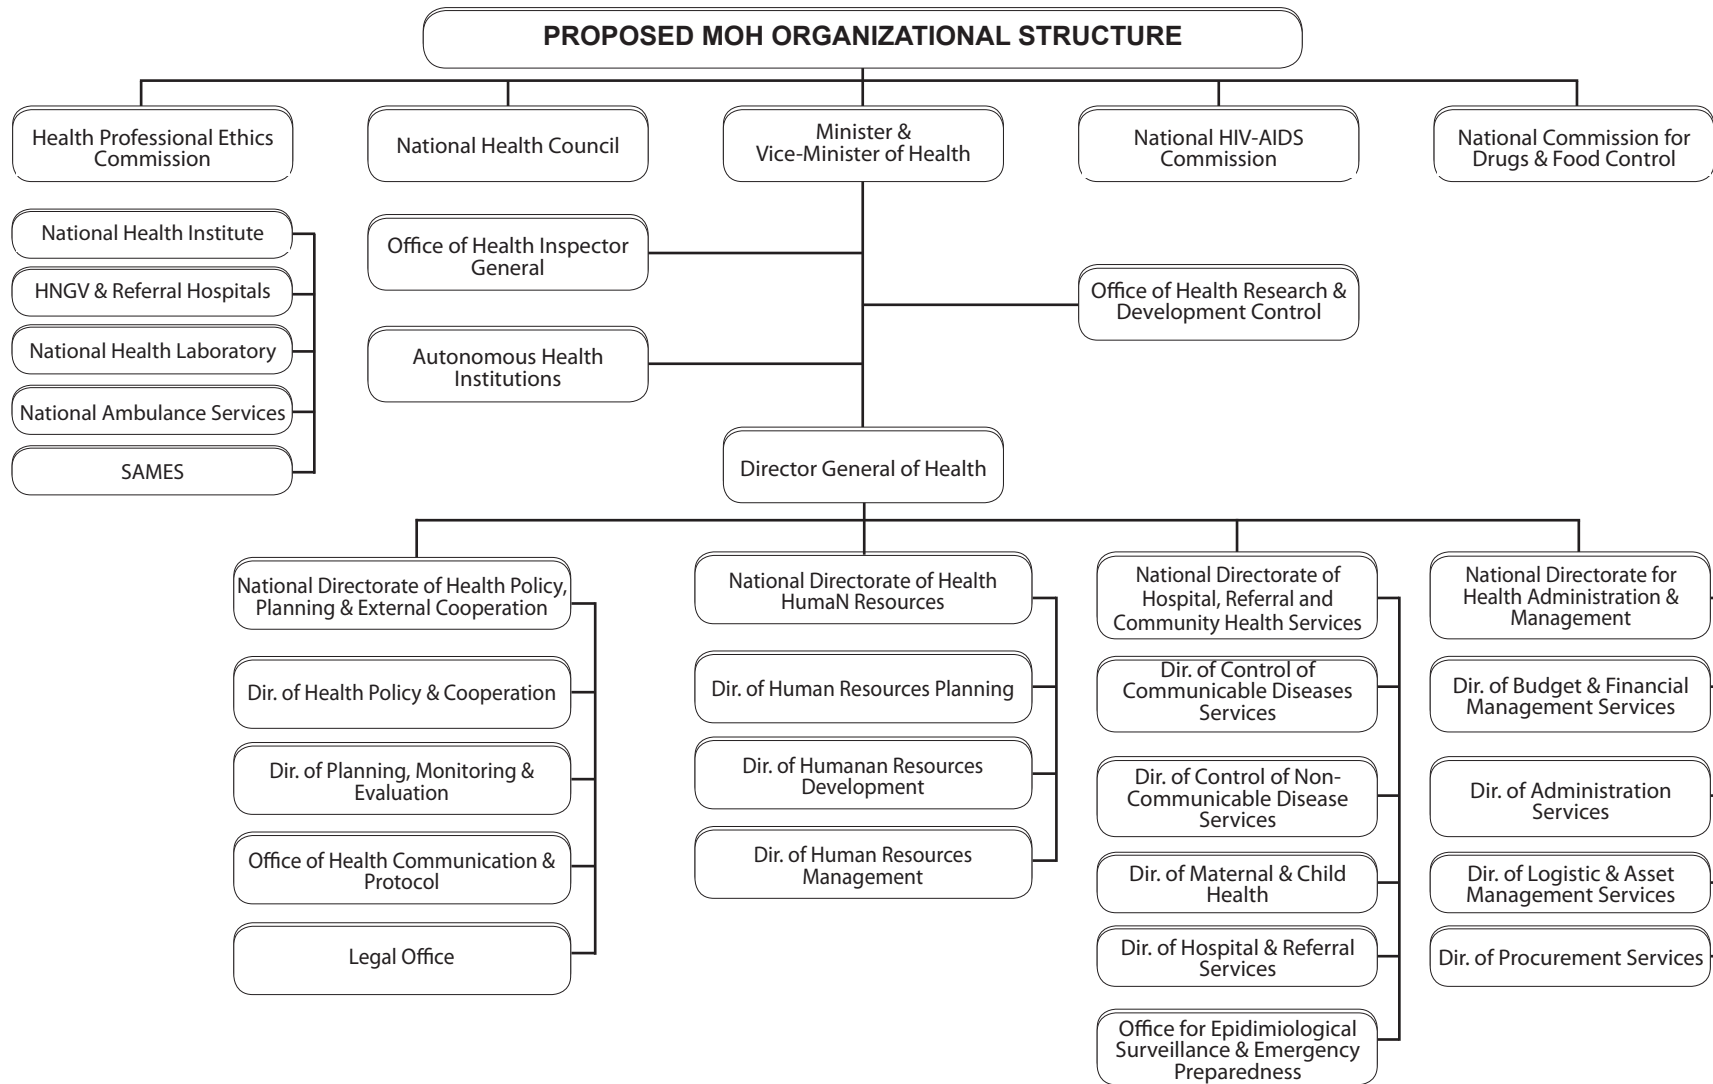 PROPOSED MOH ORGANIZATIONAL STRUCTURE
Health Professional Ethics
Commission
National Health Council
Minister &
Vice-Minister of Health
National HIV-AIDS
Commission
National Commission for
Drugs & Food Control
National Health Institute
HNGV & Referral Hospitals
National Health Laboratory
National Ambulance Services
SAMES
Office of Health Inspector
General
Autonomous Health
Institutions
Office of Health Research &
Development Control
Director General of Health
National Directorate of Health Policy,
Planning & External Cooperation
Dir. of Health Policy & Cooperation
Dir. of Planning, Monitoring &
Evaluation
Office of Health Communication &
Protocol
Legal Office
National Directorate of Health
HumaN Resources
Dir. of Human Resources Planning
Dir. of Humanan Resources
Development
Dir. of Human Resources
Management
National Directorate of
Hospital, Referral and
Community Health Services
Dir. of Control of
Communicable Diseases
Services
Dir. of Control of Non-
Communicable Disease
Services
Dir. of Maternal & Child
Health
Dir. of Hospital & Referral
Services
Office for Epidimiological
Surveillance & Emergency
Preparedness
National Directorate for
Health Administration &
Management
Dir. of Budget & Financial
Management Services
Dir. of Administration
Services
Dir. of Logistic & Asset
Management Services
Dir. of Procurement Services